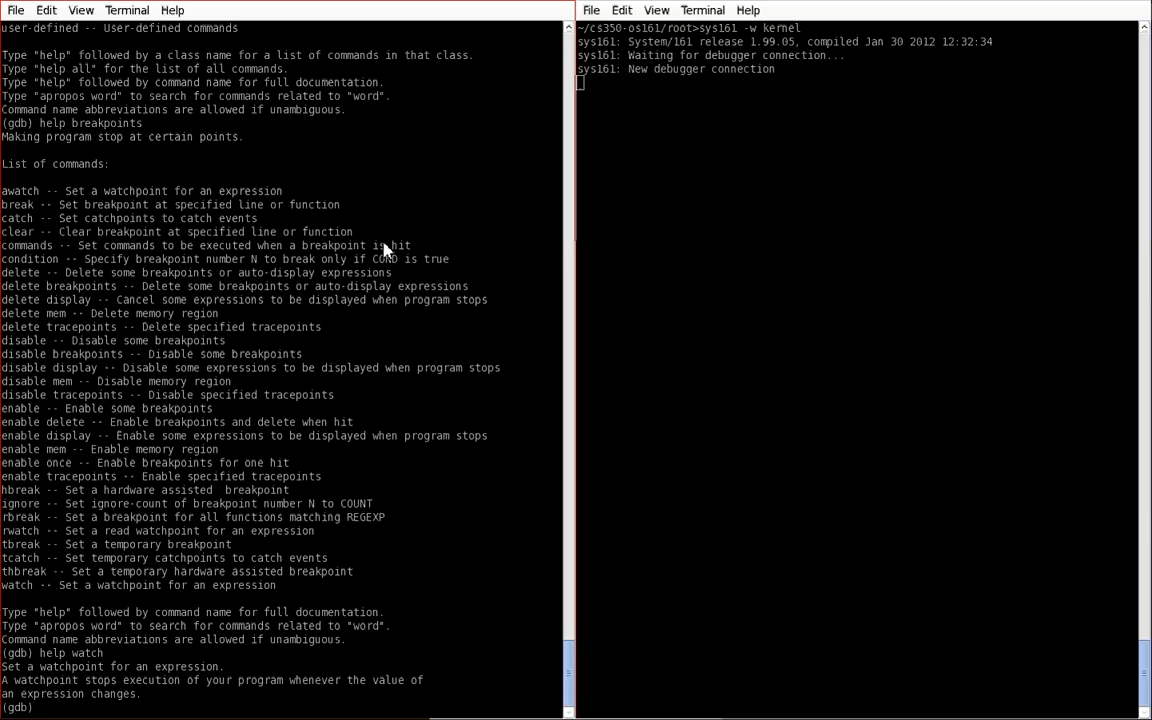 File Edit View Terminal Help
user-defined -- User-defined commands
Type "help" followed by a class name for a list of commands in that class.
Type "help all" for the list of all commands.
Type "help" followed by command name for full documentation.
Type "apropos word" to search for commands related to "word".
Command name abbreviations are allowed if unambiguous.
(gdb) help breakpoints
Making program stop at certain points.
List of commands:
awatch -- Set a watchpoint for an expression
break -- Set breakpoint at specified line or function
catch -- Set catchpoints to catch events
clear -- Clear breakpoint at specified line or function
commands -- Set commands to be executed when a breakpoint is hit
condition -- Specify breakpoint number N to break only if COND is true
delete -- Delete some breakpoints or auto-display expressions
delete breakpoints -- Delete some breakpoints or auto-display expressions
delete display -- Cancel some expressions to be displayed when program stops
delete mem -- Delete memory region
delete tracepoints -- Delete specified tracepoints
disable -- Disable some breakpoints
disable breakpoints -- Disable some breakpoints
disable display -- Disable some expressions to be displayed when program stops
disable mem -- Disable memory region
disable tracepoints -- Disable specified tracepoints
enable -- Enable some breakpoints
enable delete -- Enable breakpoints and delete when hit
enable display -- Enable some expressions to be displayed when program stops
enable mem -- Enable memory region
enable once -- Enable breakpoints for one hit
enable tracepoints -- Enable specified tracepoints
hbreak -- Set a hardware assisted  breakpoint
ignore -- Set ignore-count of breakpoint number N to COUNT
rbreak -- Set a breakpoint for all functions matching REGEXP
rwatch -- Set a read watchpoint for an expression
tbreak -- Set a temporary breakpoint
tcatch -- Set temporary catchpoints to catch events
thbreak -- Set a temporary hardware assisted breakpoint
watch -- Set a watchpoint for an expression
Type "help" followed by command name for full documentation.
Type "apropos word" to search for commands related to "word".
Command name abbreviations are allowed if unambiguous.
(gdb) help watch
Set a watchpoint for an expression.
A watchpoint stops execution of your program whenever the value of
an expression changes.
(gdb)
File Edit View Terminal Help
~/cs350-os161/root>sys161 -w kernel
sys161: System/161 release 1.99.05, compiled Jan 30 2012 12:32:34
sys161: Waiting for debugger connection...
sys161: New debugger connection